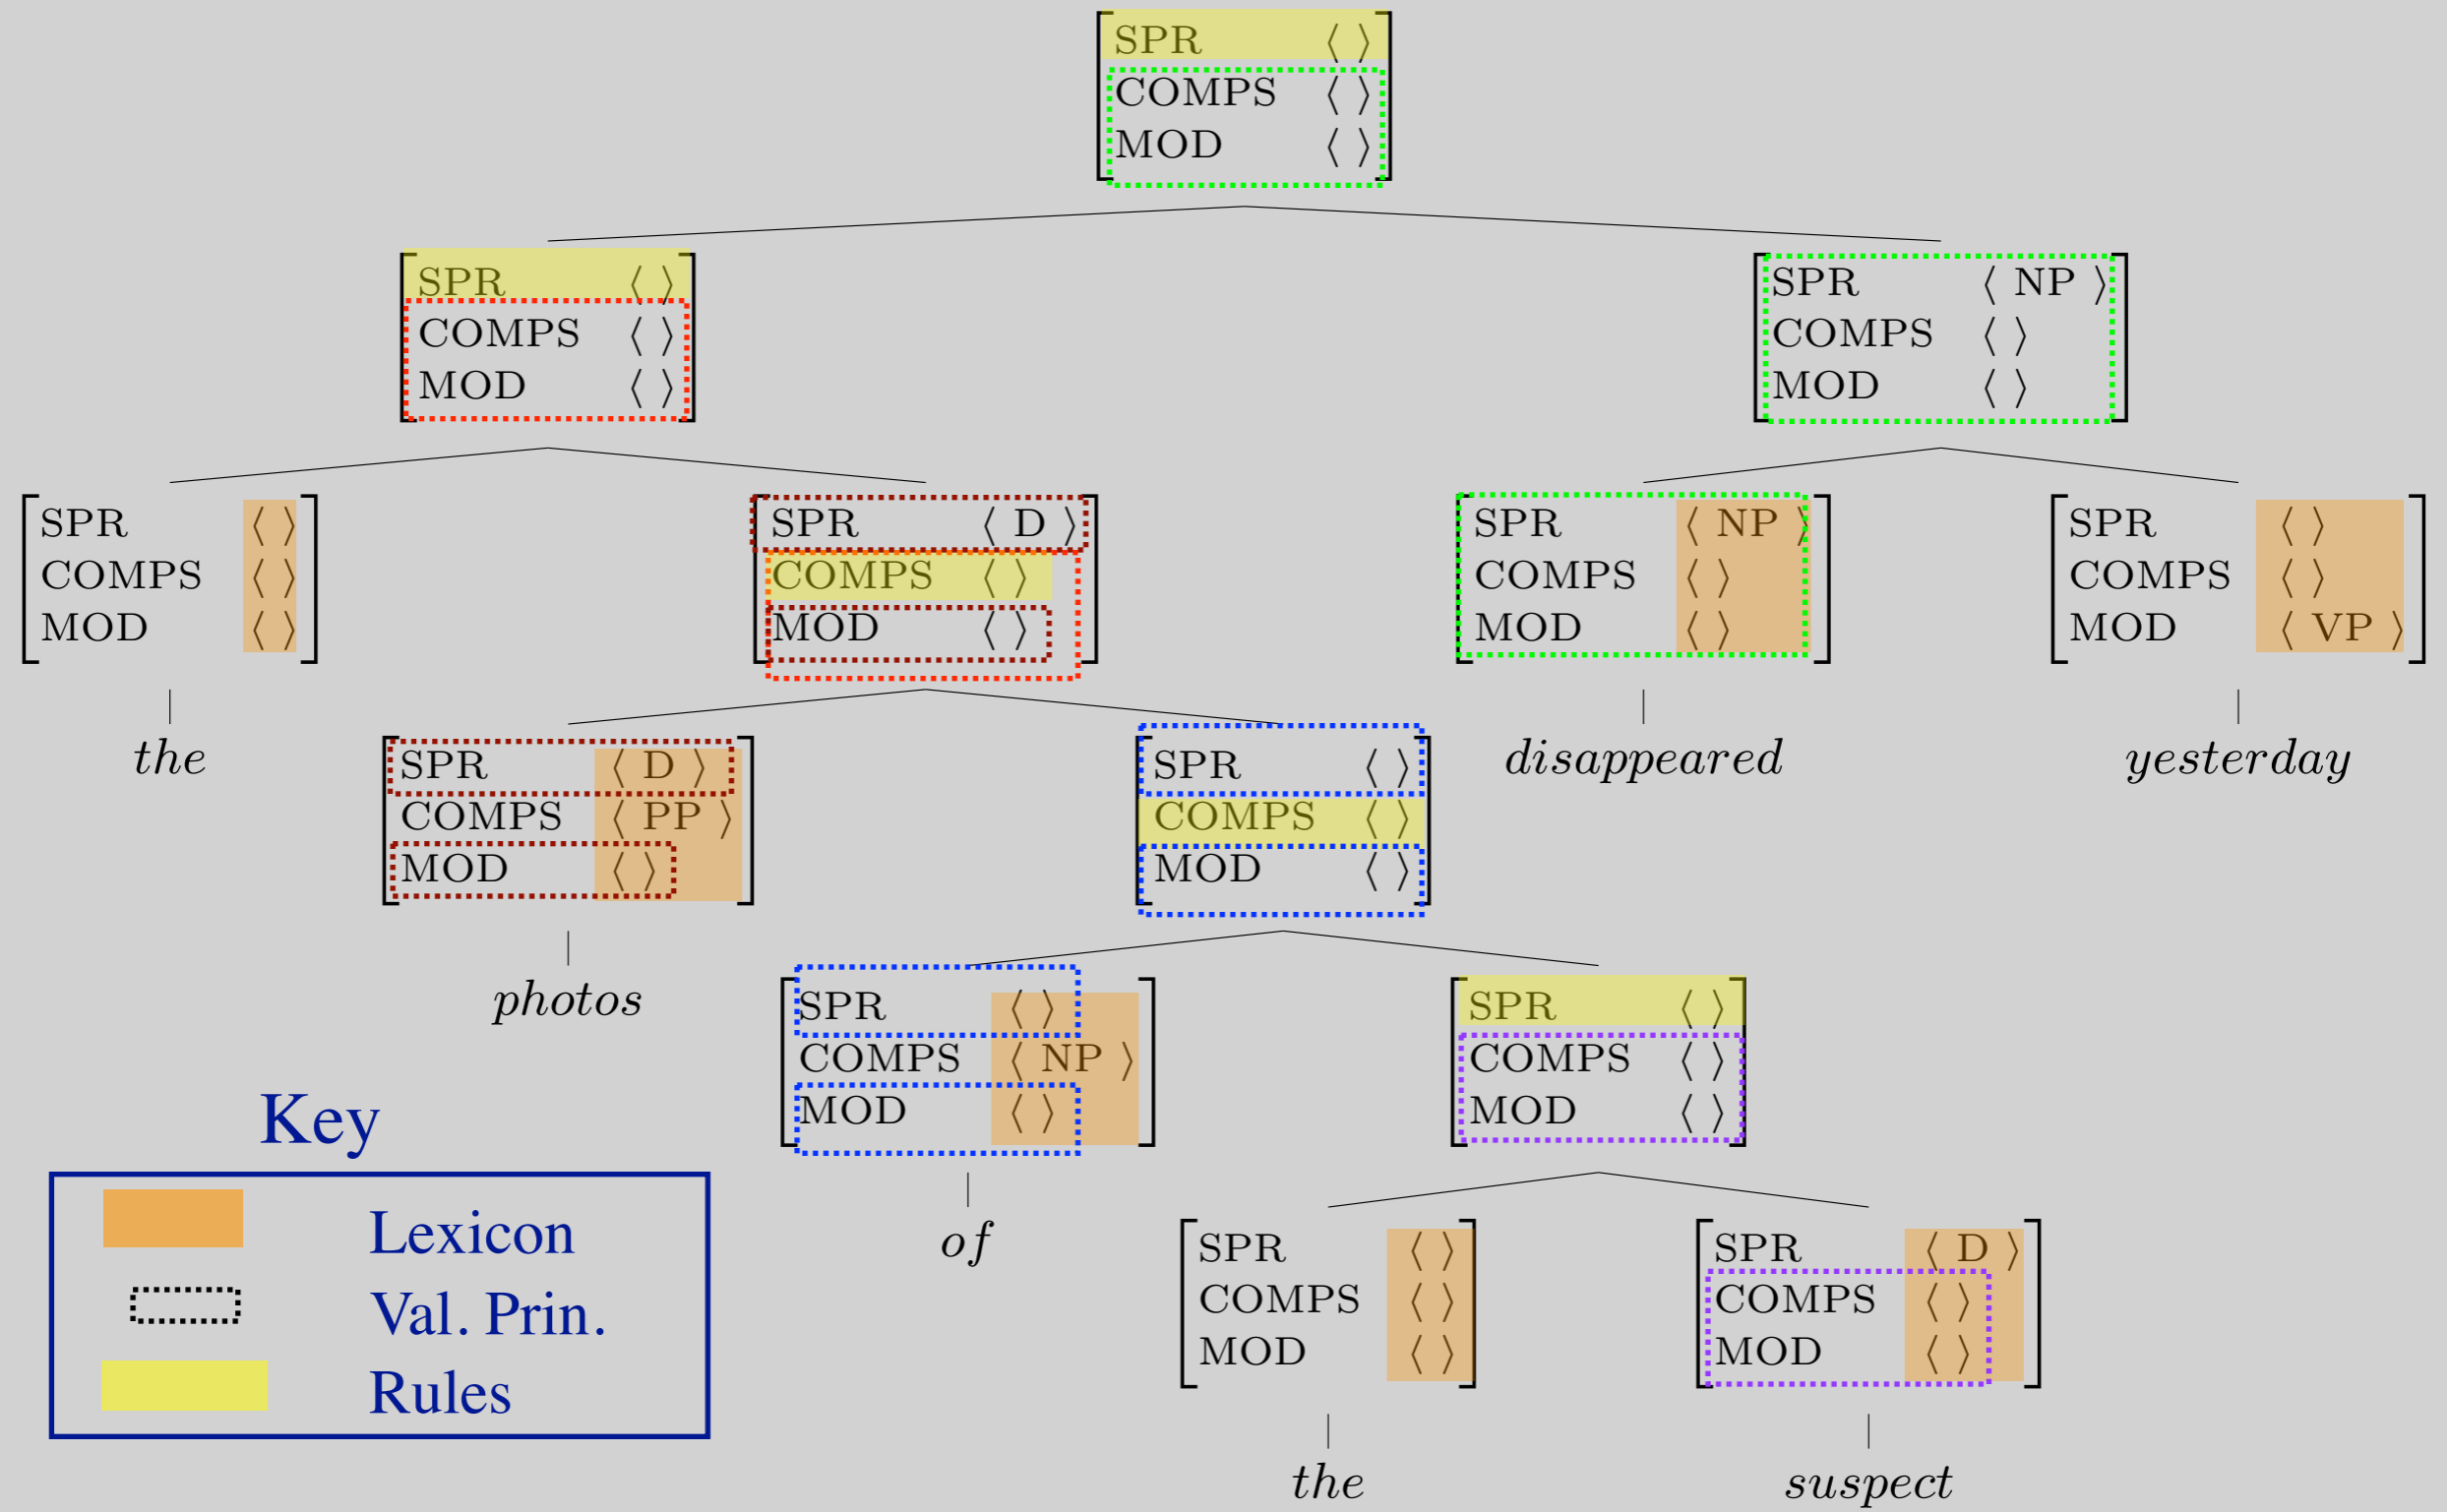 SPR ⟨ ⟩
COMPS ⟨ ⟩
MOD ⟨ ⟩
SPR ⟨ ⟩
COMPS ⟨ ⟩
MOD ⟨ ⟩
SPR ⟨ NP ⟩
COMPS ⟨ ⟩
MOD ⟨ ⟩
SPR ⟨ ⟩
COMPS ⟨ ⟩
MOD ⟨ ⟩
the
SPR ⟨ D ⟩
COMPS ⟨ ⟩
MOD ⟨ ⟩
SPR ⟨ NP ⟩
COMPS ⟨ ⟩
MOD ⟨ ⟩
disappeared
SPR ⟨ ⟩
COMPS ⟨ ⟩
MOD ⟨ VP ⟩
yesterday
SPR ⟨ D ⟩
COMPS ⟨ PP ⟩
MOD ⟨ ⟩
photos
SPR ⟨ ⟩
COMPS ⟨ ⟩
MOD ⟨ ⟩
SPR ⟨ ⟩
COMPS ⟨ NP ⟩
MOD ⟨ ⟩
of
SPR ⟨ ⟩
COMPS ⟨ ⟩
MOD ⟨ ⟩
SPR ⟨ ⟩
COMPS ⟨ ⟩
MOD ⟨ ⟩
the
SPR ⟨ D ⟩
COMPS ⟨ ⟩
MOD ⟨ ⟩
suspect
Key
Lexicon
Val. Prin.
Rules